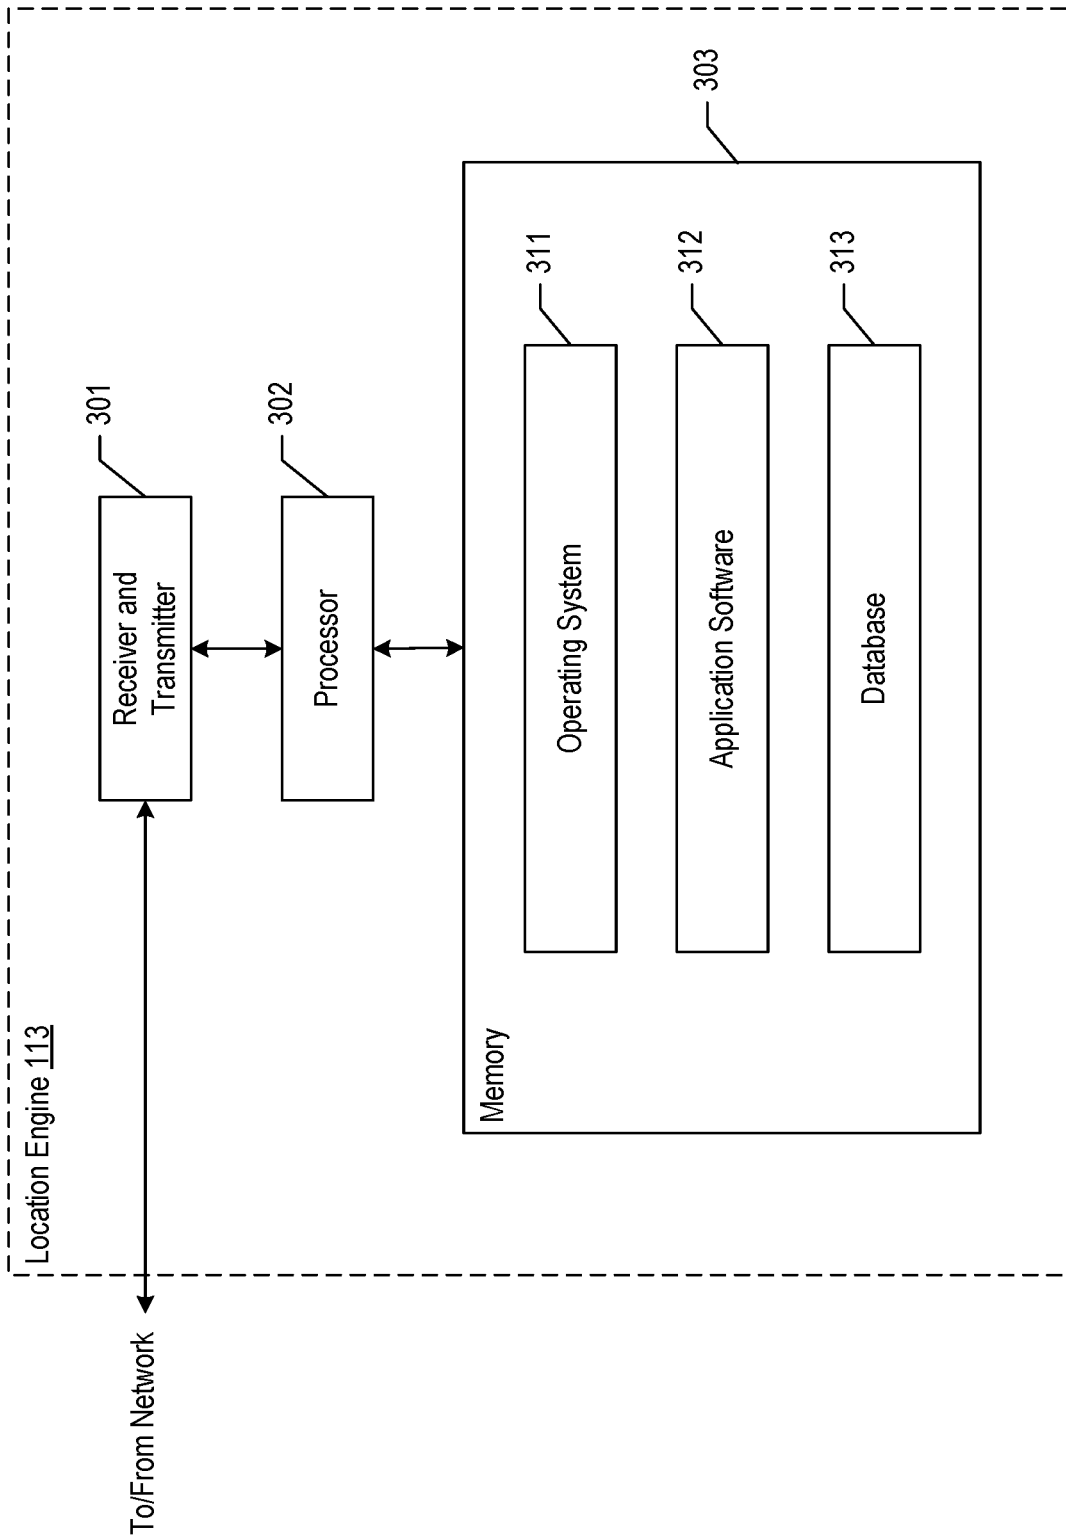 Location Engine 113
To/From Network
Receiver and
Transmitter
301
Processor
302
Memory
303
Operating System
311
Application Software
312
Database
313